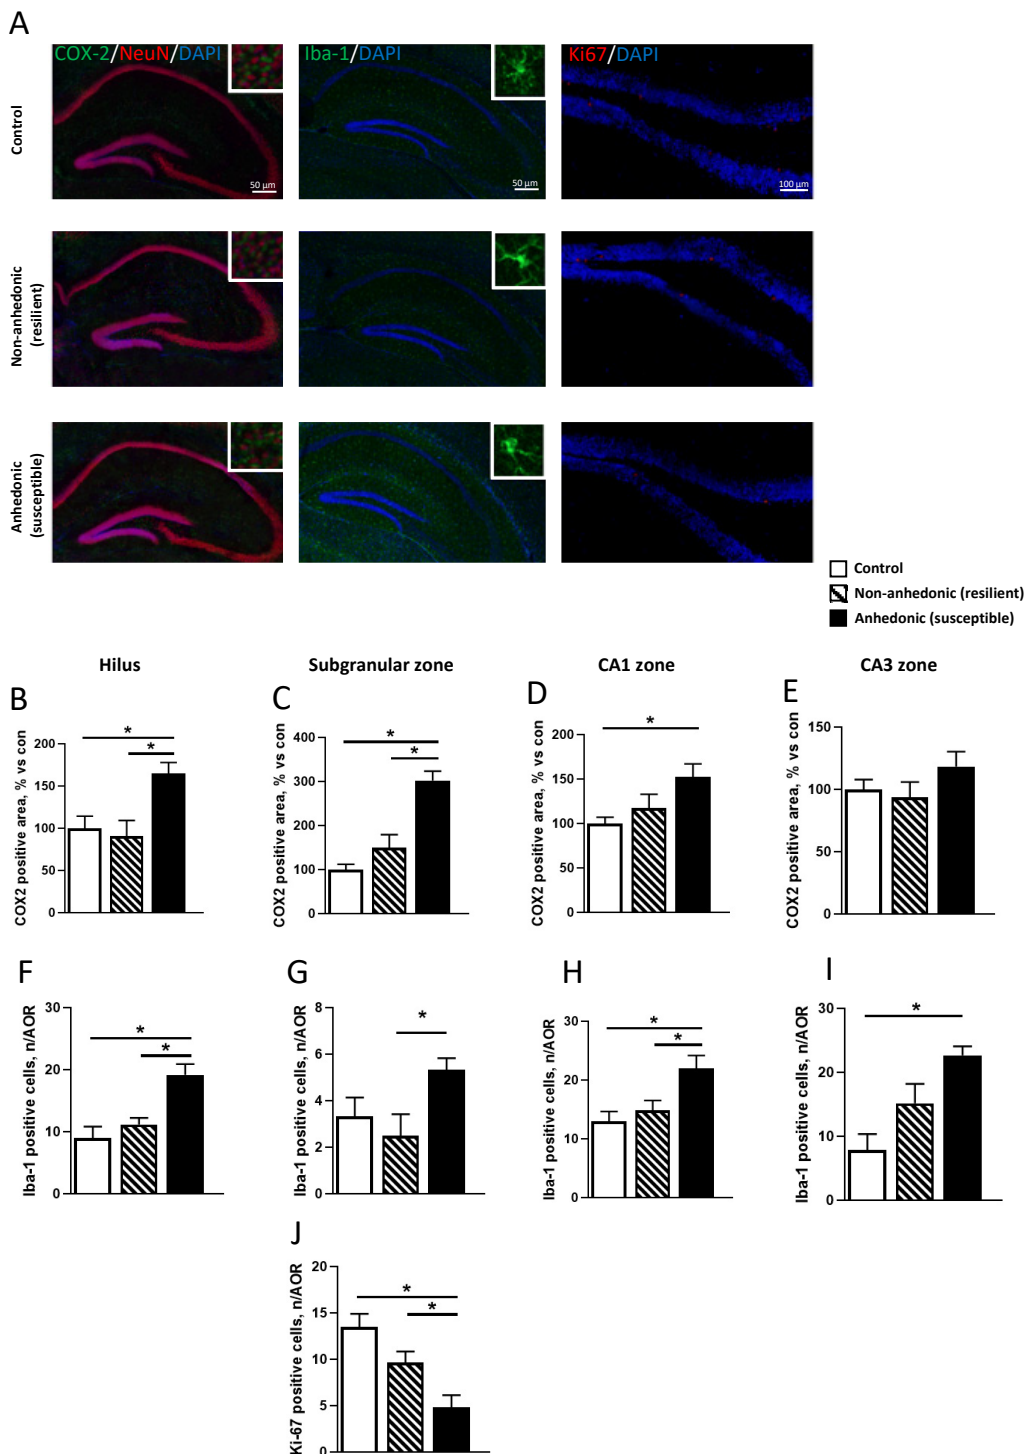 A
COX-2/NeuN/DAPI
Iba-1/DAPI
Ki67/DAPI
Control
50 µm
50 µm
100 µm
Non-anhedonic
(resilient)
Anhedonic
(susceptible)
Control
Non-anhedonic (resilient)
Anhedonic (susceptible)
Hilus
Subgranular zone
CA1 zone
CA3 zone
B
COX2 positive area, % vs con
200
150
100
50
0
*
*
C
COX2 positive area, % vs con
400
300
200
100
0
*
*
D
COX2 positive area, % vs con
200
150
100
50
0
*
E
COX2 positive area, % vs con
150
100
50
0
F
Iba-1 positive cells, n/AOR
30
20
10
0
*
*
G
Iba-1 positive cells, n/AOR
8
6
4
2
0
*
H
Iba-1 positive cells, n/AOR
30
20
10
0
*
*
I
Iba-1 positive cells, n/AOR
30
20
10
0
*
J
Ki-67 positive cells, n/AOR
20
15
10
5
0
*
*